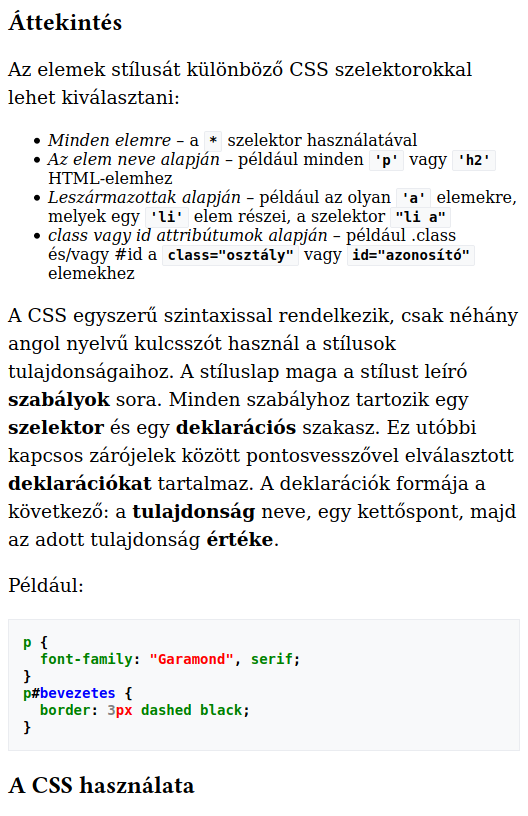 Áttekintés
Az elemek stílusát különböző CSS szelektorokkal
lehet kiválasztani:
• Minden elemre – a * szelektor használatával
• Az elem neve alapján – például minden 'p' vagy 'h2'
HTML-elemhez
• Leszármazottak alapján – például az olyan 'a' elemekre,
melyek egy 'li' elem részei, a szelektor "li a"
• class vagy id attribútumok alapján – például .class
és/vagy #id a class="osztály" vagy id="azonosító"
elemekhez
A CSS egyszerű szintaxissal rendelkezik, csak néhány
angol nyelvű kulcsszót használ a stílusok
tulajdonságaihoz. A stíluslap maga a stílust leíró
szabályok sora. Minden szabályhoz tartozik egy
szelektor és egy deklarációs szakasz. Ez utóbbi
kapcsos zárójelek között pontosvesszővel elválasztott
deklarációkat tartalmaz. A deklarációk formája a
következő: a tulajdonság neve, egy kettőspont, majd
az adott tulajdonság értéke.
Például:
p {
  font-family: "Garamond", serif;
}
p#bevezetes {
  border: 3px dashed black;
}
A CSS használata